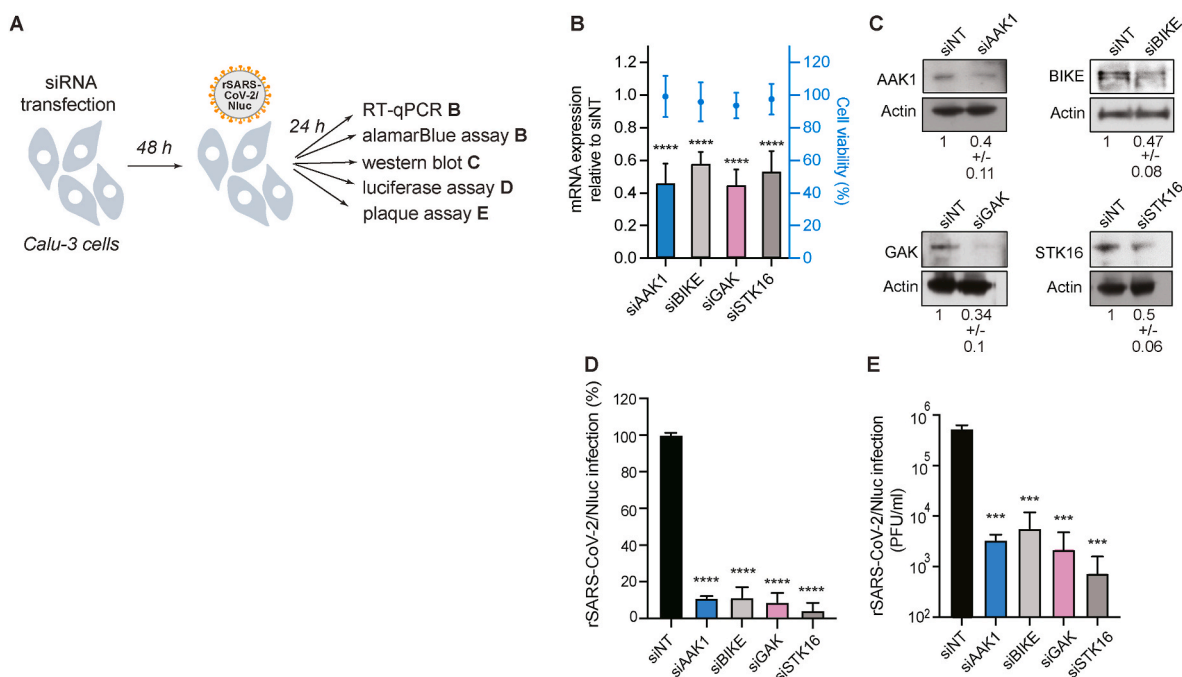 A
siRNA
transfection
48 h
Calu-3 cells
rSARS-
CoV-2/
Nluc
24 h
RT-qPCR B
alamarBlue assay B
western blot C
luciferase assay D
plaque assay E
B
mRNA expression
relative to siNT
1.4
1.2
1.0
0.8
0.6
0.4
0.2
0.0
**** **** **** ****
120
100
80
60
40
20
0
Cell viability
(%)
siAAK1 siBIKE siGAK siSTK16
C
siNT siAAK1
AAK1
Actin
1 0.4
+/-
0.11
siNT siBIKE
BIKE
Actin
1 0.47
+/-
0.08
siNT siGAK
GAK
Actin
1 0.34
+/-
0.1
siNT siSTK16
STK16
Actin
1 0.5
+/-
0.06
D
rSARS-CoV-2/Nluc infection (%)
120
100
80
60
40
20
0
**** **** **** ****
siNT siAAK1 siBIKE siGAK siSTK16
E
rSARS-CoV-2/Nluc infection
(PFU/ml)
10^6
10^5
10^4
10^3
10^2
*** *** *** ***
siNT siAAK1 siBIKE siGAK siSTK16